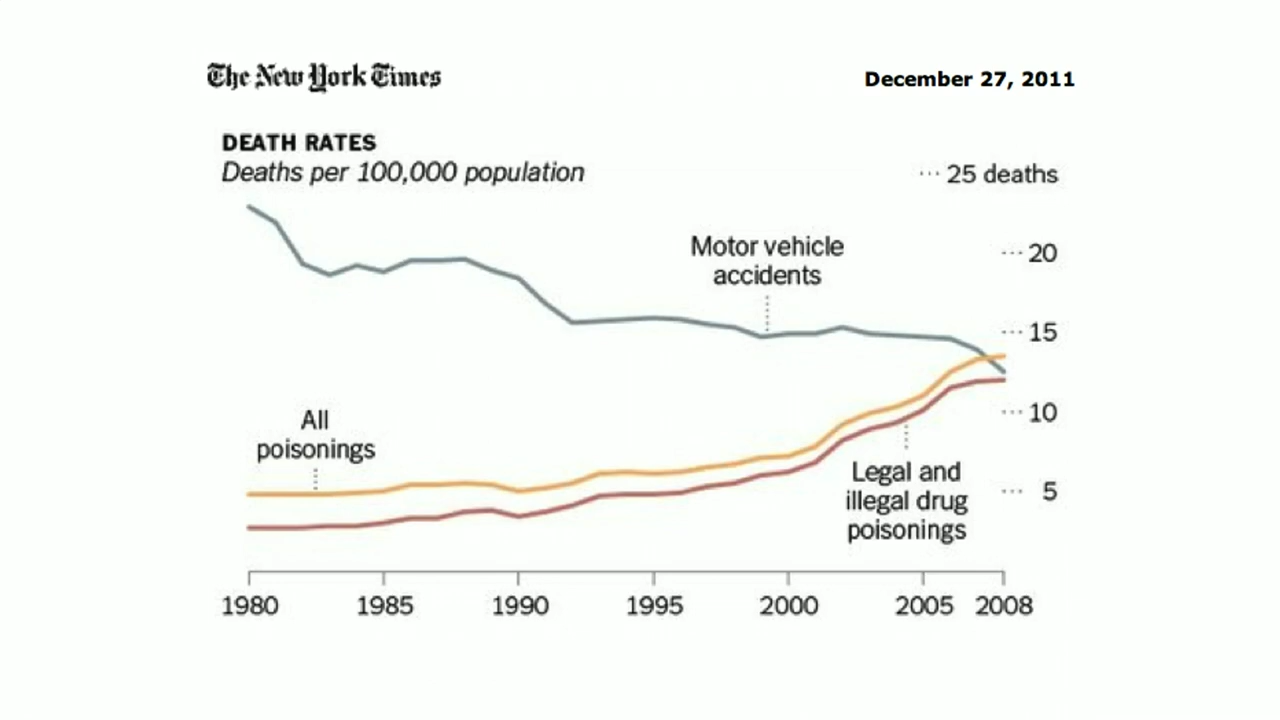 The New York Times
December 27, 2011
DEATH RATES
Deaths per 100,000 population
25 deaths
20
15
10
5
Motor vehicle
accidents
All
poisonings
Legal and
illegal drug
poisonings
1980 1985 1990 1995 2000 2005 2008